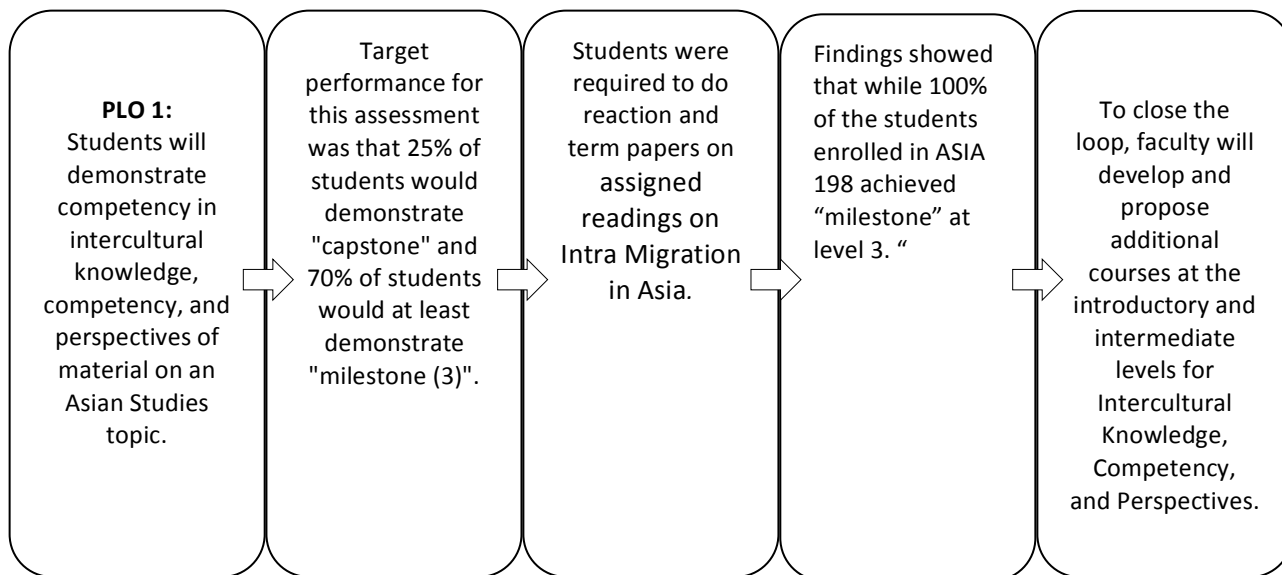 PLO 1:
Students will
demonstrate
competency in
intercultural
knowledge,
competency, and
perspectives of
material on an
Asian Studies
topic.
Target
performance for
this assessment
was that 25% of
students would
demonstrate
"capstone" and
70% of students
would at least
demonstrate
"milestone (3)".
Students were
required to do
reaction and
term papers on
assigned
readings on
Intra Migration
in Asia.
Findings showed
that while 100%
of the students
enrolled in ASIA
198 achieved
“milestone” at
level 3. “
To close the
loop, faculty will
develop and
propose
additional
courses at the
introductory and
intermediate
levels for
Intercultural
Knowledge,
Competency,
and Perspectives.